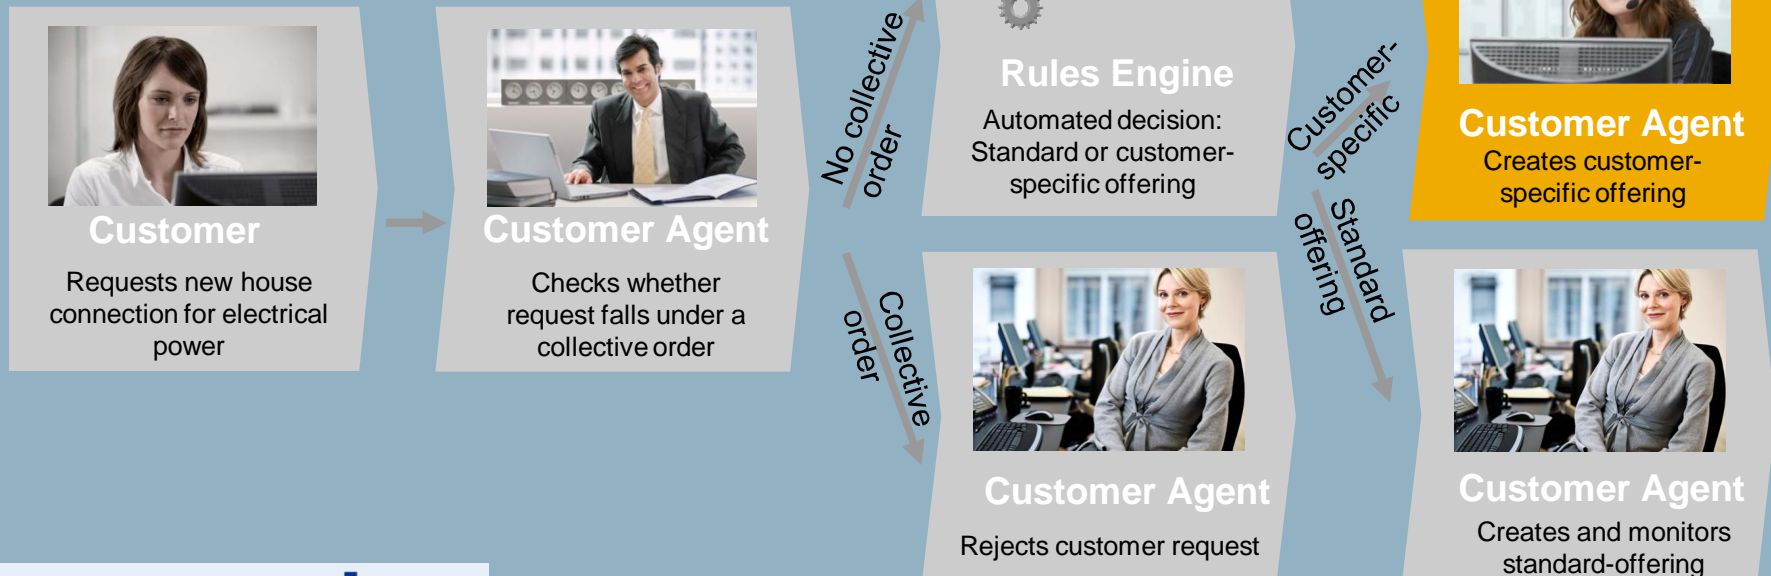 Customer
Requests new house
connection for electrical
power
Customer Agent
Checks whether
request falls under a
collective order
No collective
order
Collective
order
Rules Engine
Automated decision:
Standard or customer-
specific offering
Customer Agent
Rejects customer request
Customer-
specific
Standard
offering
Customer Agent
Creates customer-
specific offering
Customer Agent
Creates and monitors
standard-offering